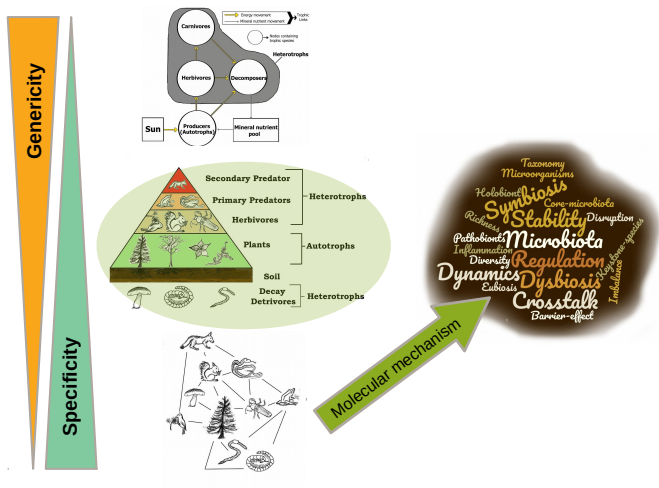 Genericity
Specificity
Energy movement
Mineral nutrient movement
Trophic
Links
Nodes containing
trophic species
Carnivores
Heterotrophs
Herbivores
Decomposers
Sun
Producers
(Autotrophs)
Mineral nutrient
pool
Secondary Predator
Primary Predators
Heterotrophs
Herbivores
Plants
Autotrophs
Soil
Decay
Detrivores
Heterotrophs
Molecular mechanism
Taxonomy
Microorganisms
Holobiont
Symbiosis
Core-microbiota
Richness
Stability
Disruption
Pathobionts
Microbiota
Keystone-species
Inflammation
Diversity
Regulation
Dynamics
Dysbiosis
Imbalance
Eubiosis
Crosstalk
Barrier-effect